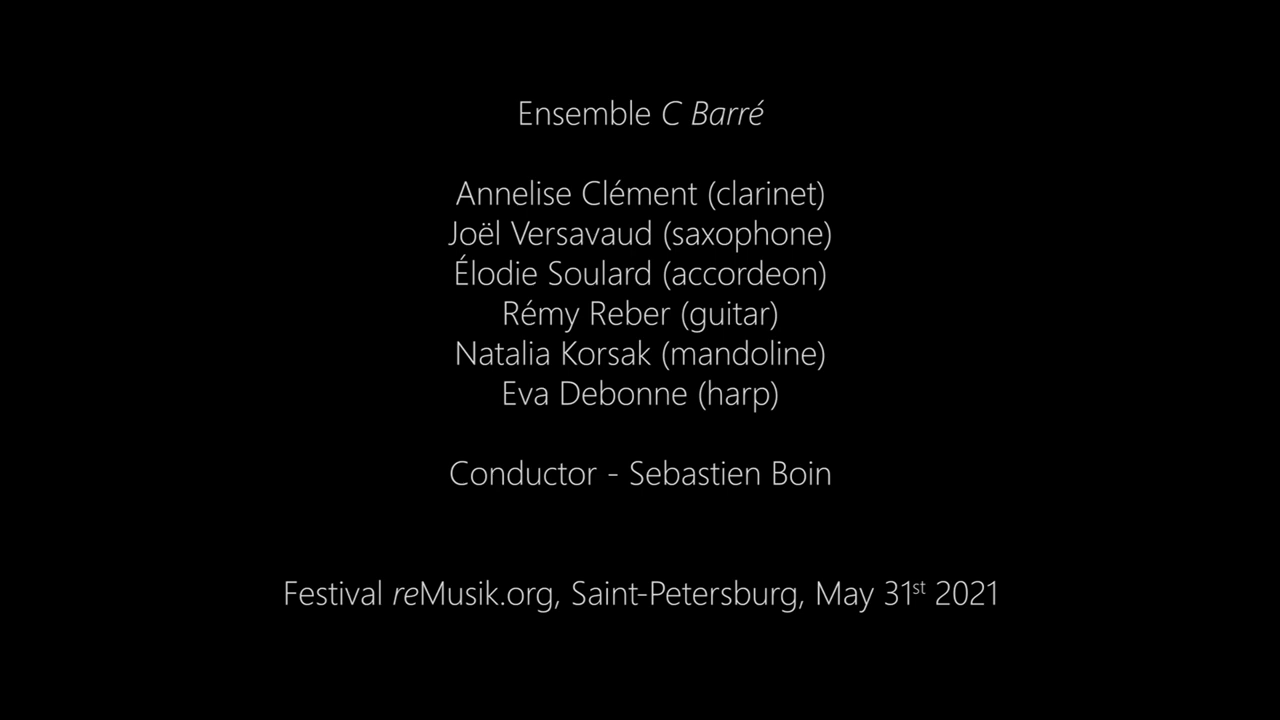 Ensemble C Barré
Annelise Clément (clarinet)
Joël Versavaud (saxophone)
Élodie Soulard (accordeon)
Rémy Reber (guitar)
Natalia Korsak (mandoline)
Eva Debonne (harp)
Conductor - Sebastien Boin
Festival reMusik.org, Saint-Petersburg, May 31st 2021